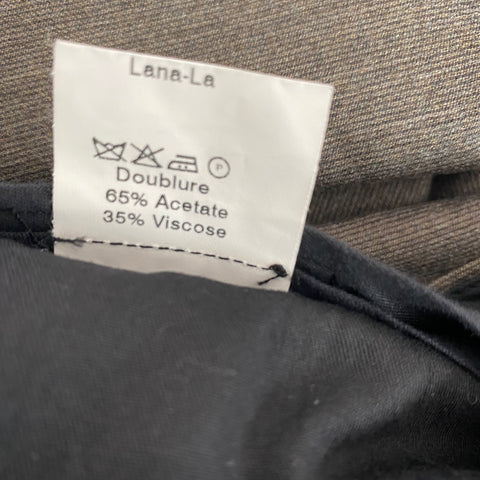 Lana-La
P
Doublure
65% Acetate
35% Viscose